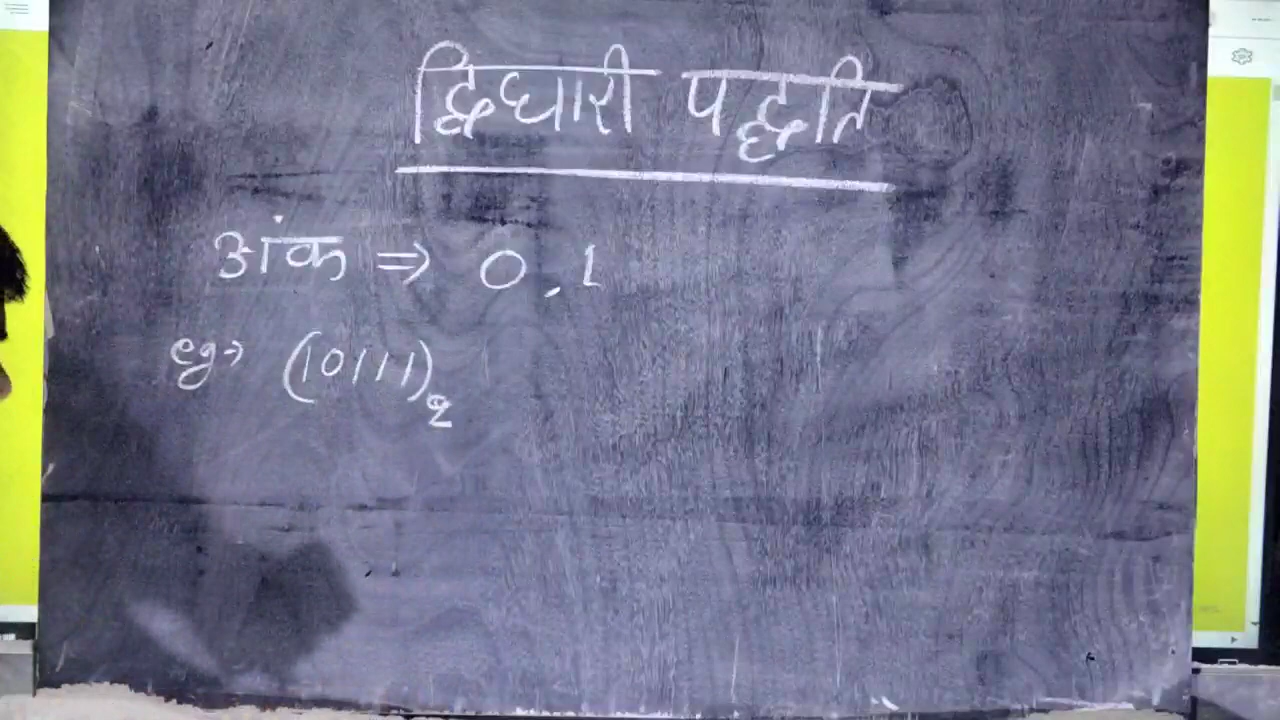 द्विधारी पद्धति
अंक ⇒ 0, 1
eg→ (10111)2